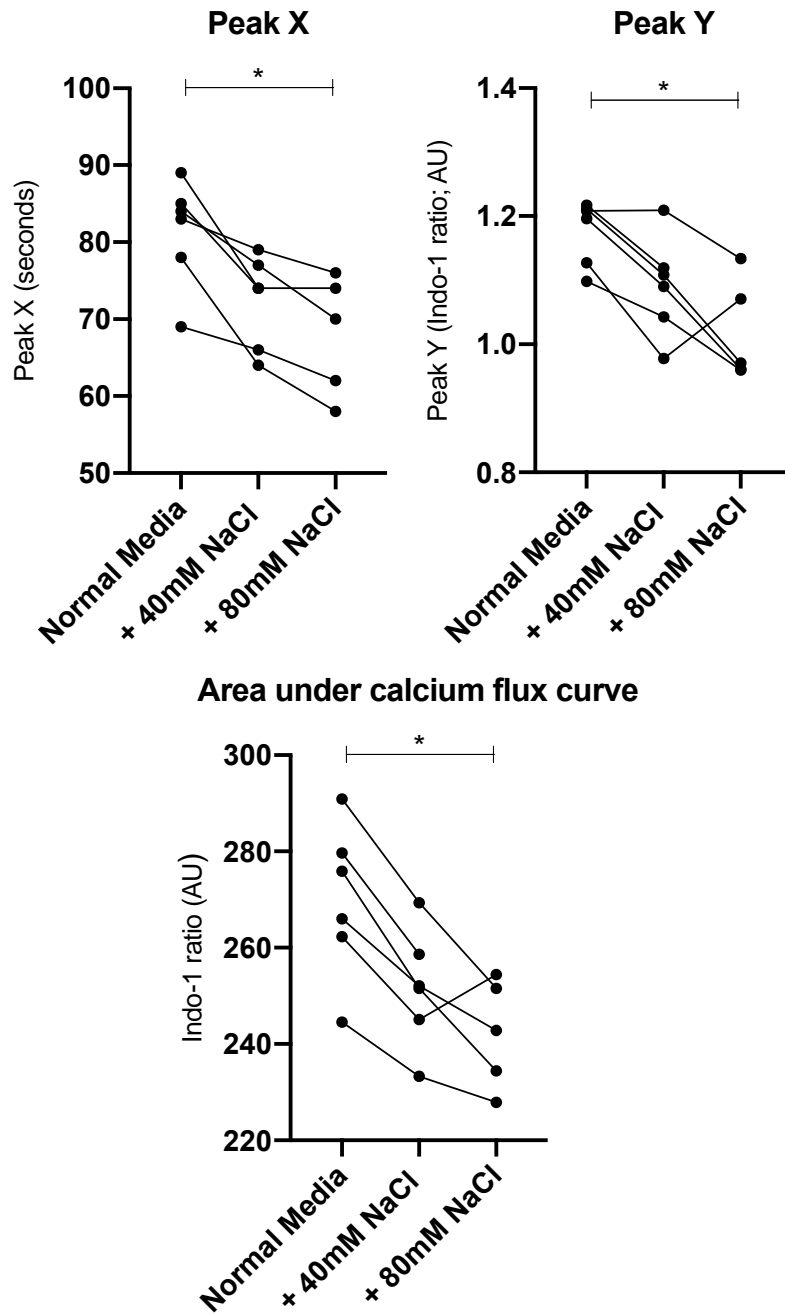 Peak X
*
Peak X (seconds)
100
90
80
70
60
50
Normal Media
+ 40mM NaCl
+ 80mM NaCl
Peak Y
*
Peak Y (Indo-1 ratio; AU)
1.4
1.2
1.0
0.8
Normal Media
+ 40mM NaCl
+ 80mM NaCl
Area under calcium flux curve
*
Indo-1 ratio (AU)
300
280
260
240
220
Normal Media
+ 40mM NaCl
+ 80mM NaCl